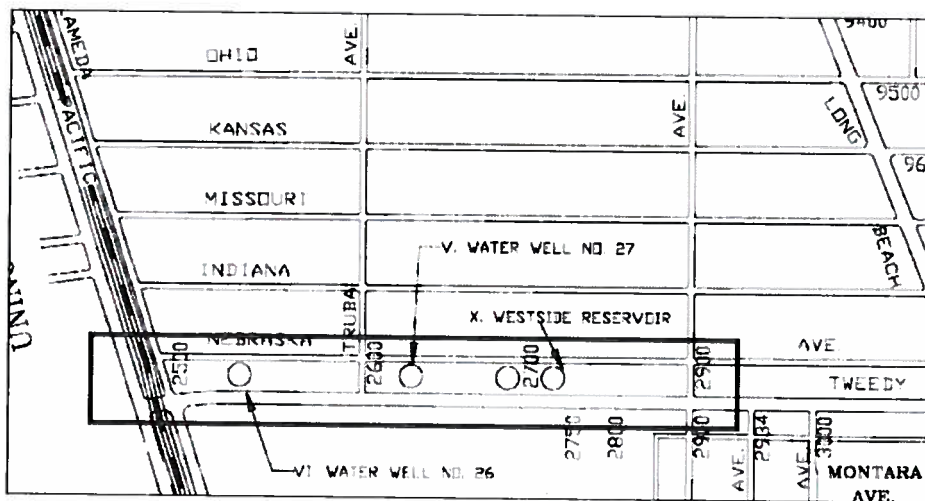 9400
AMEDA
OHIO
AVE.
9500
PACIFIC
KANSAS
AVE.
LONG
96
MISSOURI
V. WATER WELL NO. 27
BEACH
INDIANA
TRUBA
X. WESTSIDE RESERVOIR
NEBRASKA
AVE
2500
2600
2700
2900
TWEEDY
2750
2800
2900
AVE.
2934
AVE.
3000
MONTARA
AVE.
VI WATER WELL NO. 26